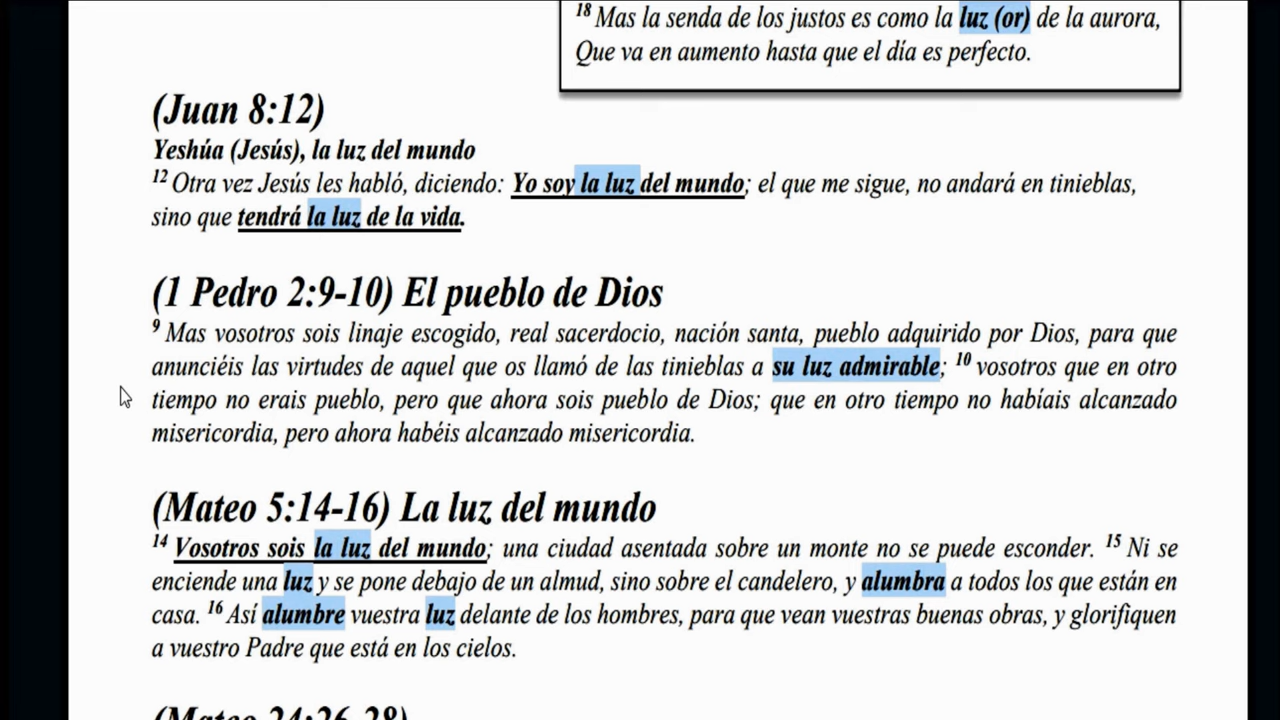 18 Mas la senda de los justos es como la luz (or) de la aurora,
Que va en aumento hasta que el día es perfecto.
(Juan 8:12)
Yeshúa (Jesús), la luz del mundo
12 Otra vez Jesús les habló, diciendo: Yo soy la luz del mundo; el que me sigue, no andará en tinieblas,
sino que tendrá la luz de la vida.
(1 Pedro 2:9-10) El pueblo de Dios
9 Mas vosotros sois linaje escogido, real sacerdocio, nación santa, pueblo adquirido por Dios, para que
anunciéis las virtudes de aquel que os llamó de las tinieblas a su luz admirable; 10 vosotros que en otro
tiempo no erais pueblo, pero que ahora sois pueblo de Dios; que en otro tiempo no habíais alcanzado
misericordia, pero ahora habéis alcanzado misericordia.
(Mateo 5:14-16) La luz del mundo
14 Vosotros sois la luz del mundo; una ciudad asentada sobre un monte no se puede esconder. 15 Ni se
enciende una luz y se pone debajo de un almud, sino sobre el candelero, y alumbra a todos los que están en
casa. 16 Así alumbre vuestra luz delante de los hombres, para que vean vuestras buenas obras, y glorifiquen
a vuestro Padre que está en los cielos.
(Mateo 24:26-28)